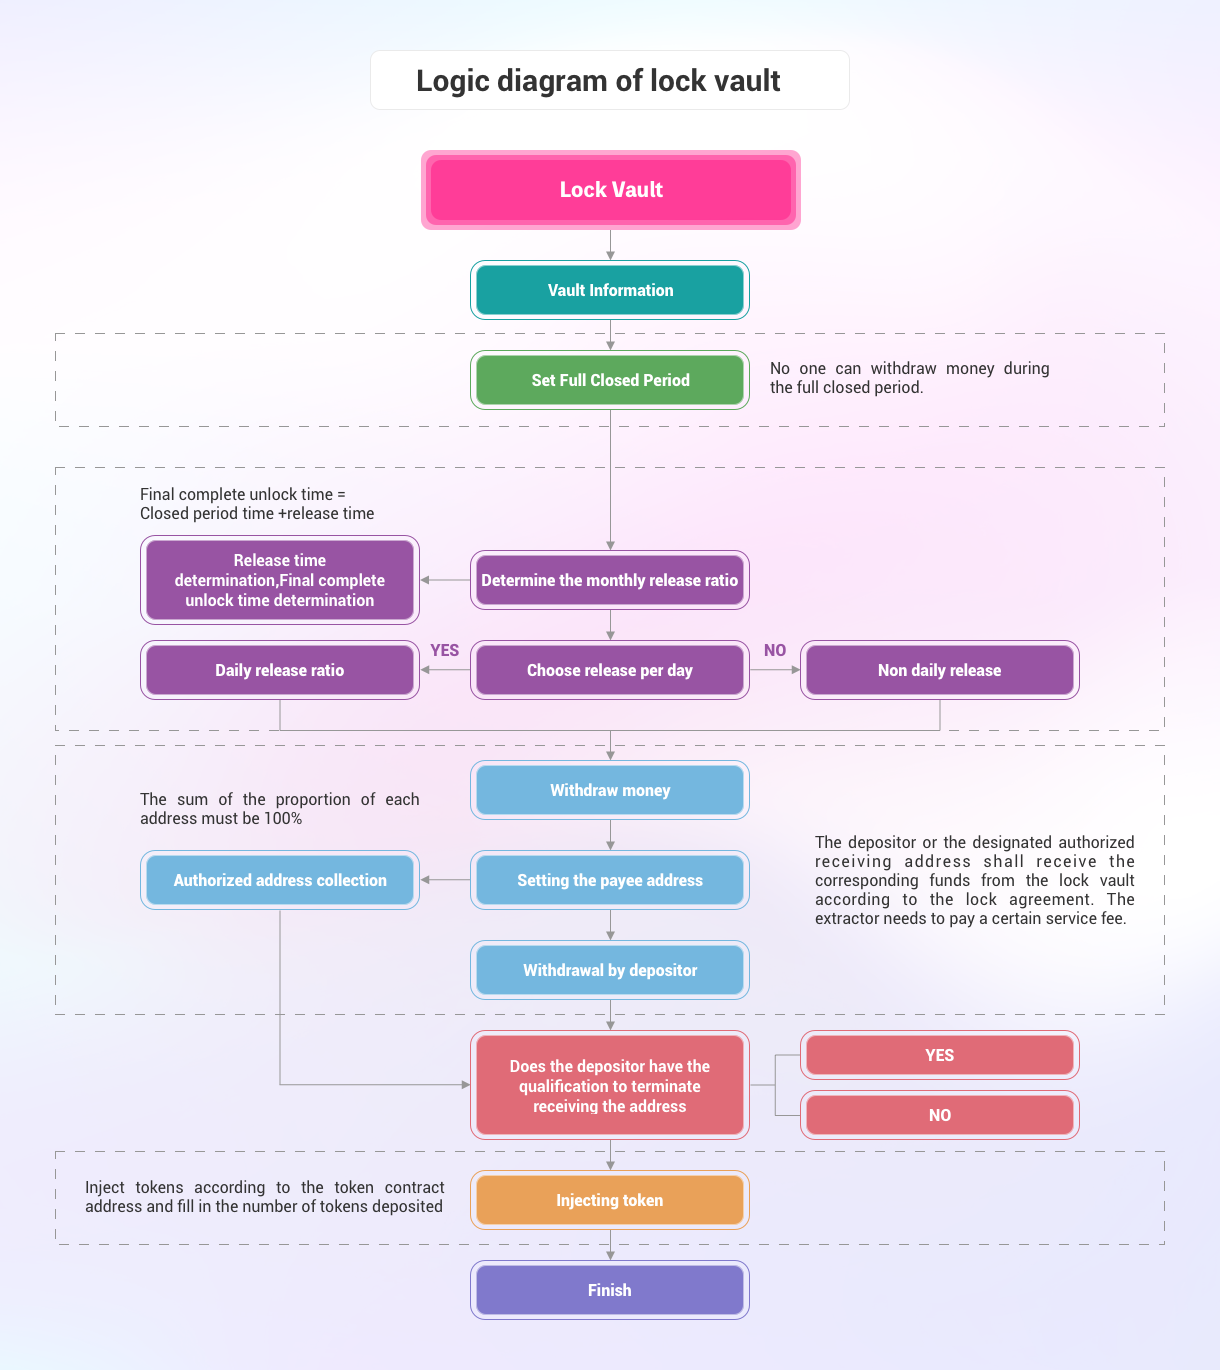 Logic diagram of lock vault
Lock Vault
Vault Information
Set Full Closed Period
No one can withdraw money during
the full closed period.
Final complete unlock time =
Closed period time +release time
Release time
determination,Final complete
unlock time determination
Determine the monthly release ratio
Daily release ratio
YES
Choose release per day
NO
Non daily release
Withdraw money
The sum of the proportion of each
address must be 100%
Authorized address collection
Setting the payee address
The depositor or the designated authorized
receiving address shall receive the
corresponding funds from the lock vault
according to the lock agreement. The
extractor needs to pay a certain service fee.
Withdrawal by depositor
Does the depositor have the
qualification to terminate
receiving the address
YES
NO
Inject tokens according to the token contract
address and fill in the number of tokens deposited
Injecting token
Finish